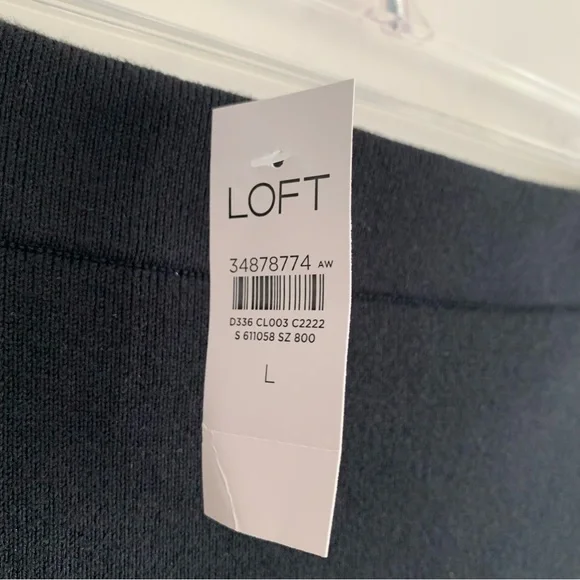 LOFT
34878774 AW
D336 CL003 C2222
S 611058 SZ 800
L